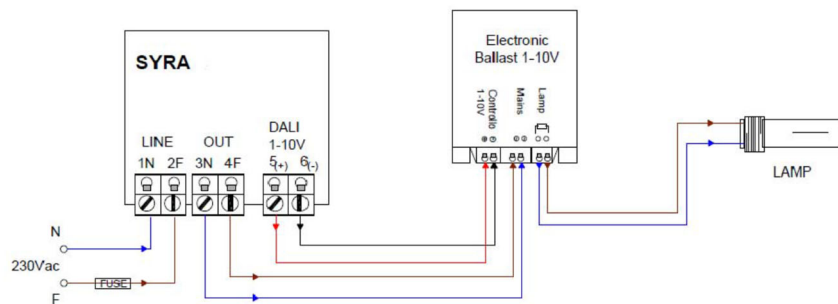 SYRA
LINE
OUT
DALI
1-10V
1N
2F
3N
4F
5(+)
6(-)
N
230Vac
FUSE
F
Electronic
Ballast 1-10V
Controllo
1-10V
Mains
Lamp
LAMP